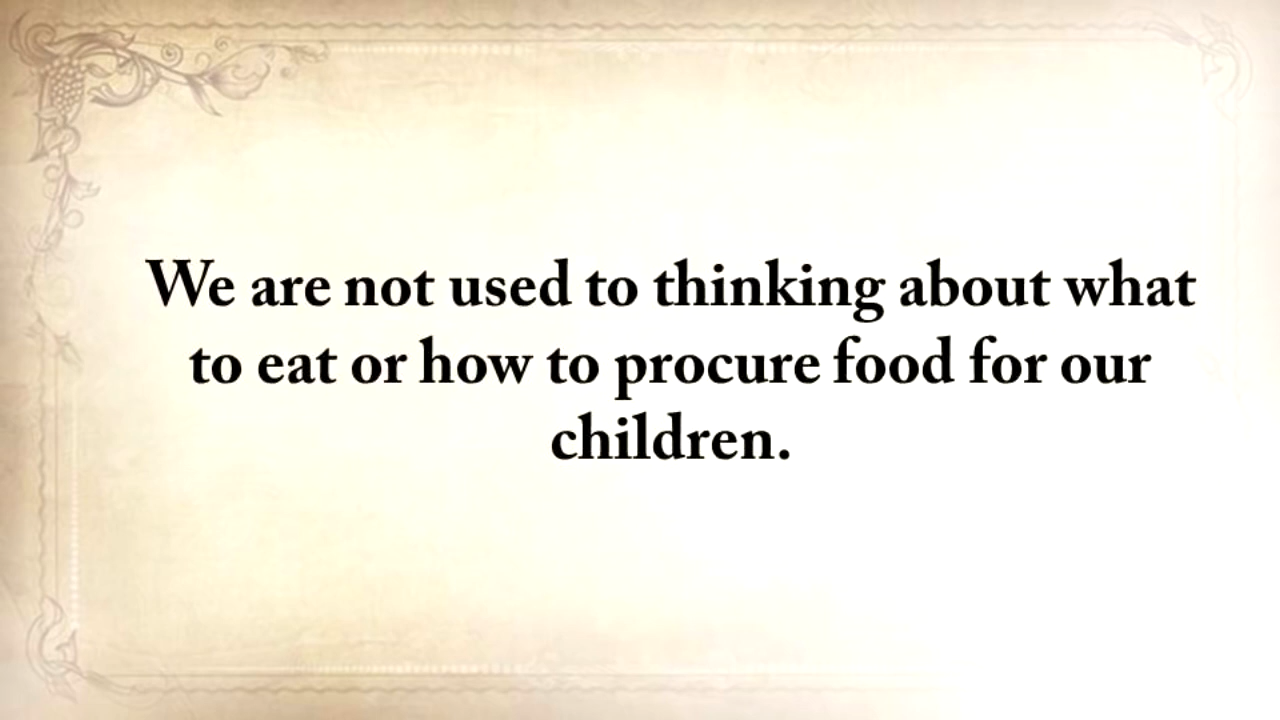 We are not used to thinking about what
to eat or how to procure food for our
children.